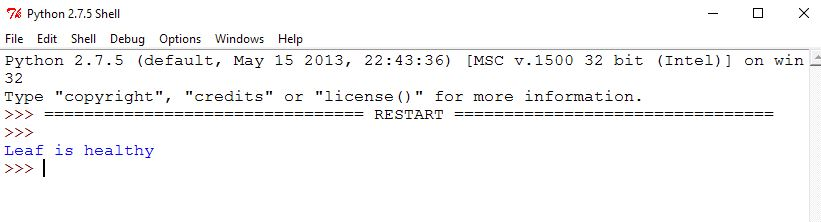 Python 2.7.5 Shell
File Edit Shell Debug Options Windows Help
Python 2.7.5 (default, May 15 2013, 22:43:36) [MSC v.1500 32 bit (Intel)] on win
32
Type "copyright", "credits" or "license()" for more information.
>>> ================================ RESTART ================================
>>>
Leaf is healthy
>>>